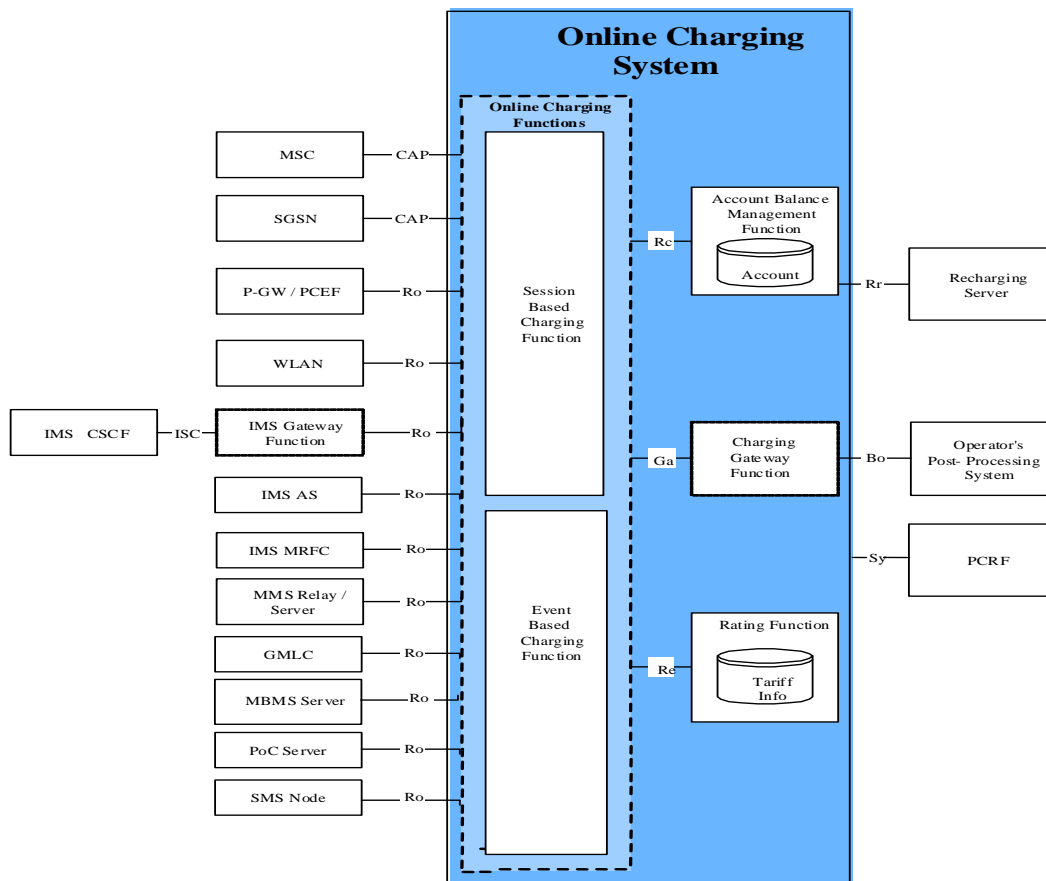 Online Charging
System
Online Charging
Functions
MSC
CAP
SGSN
CAP
P-GW / PCEF
Ro
WLAN
Ro
IMS CSCF
ISC
IMS Gateway
Function
Ro
IMS AS
Ro
IMS MRFC
Ro
MMS Relay /
Server
Ro
GMLC
Ro
MBMS Server
Ro
PoC Server
Ro
SMS Node
Ro
Session
Based
Charging
Function
Event
Based
Charging
Function
Rc
Account Balance
Management
Function
Account
Rr
Recharging
Server
Ga
Charging
Gateway
Function
Bo
Operator's
Post- Processing
System
Sy
PCRF
Re
Rating Function
Tariff
Info